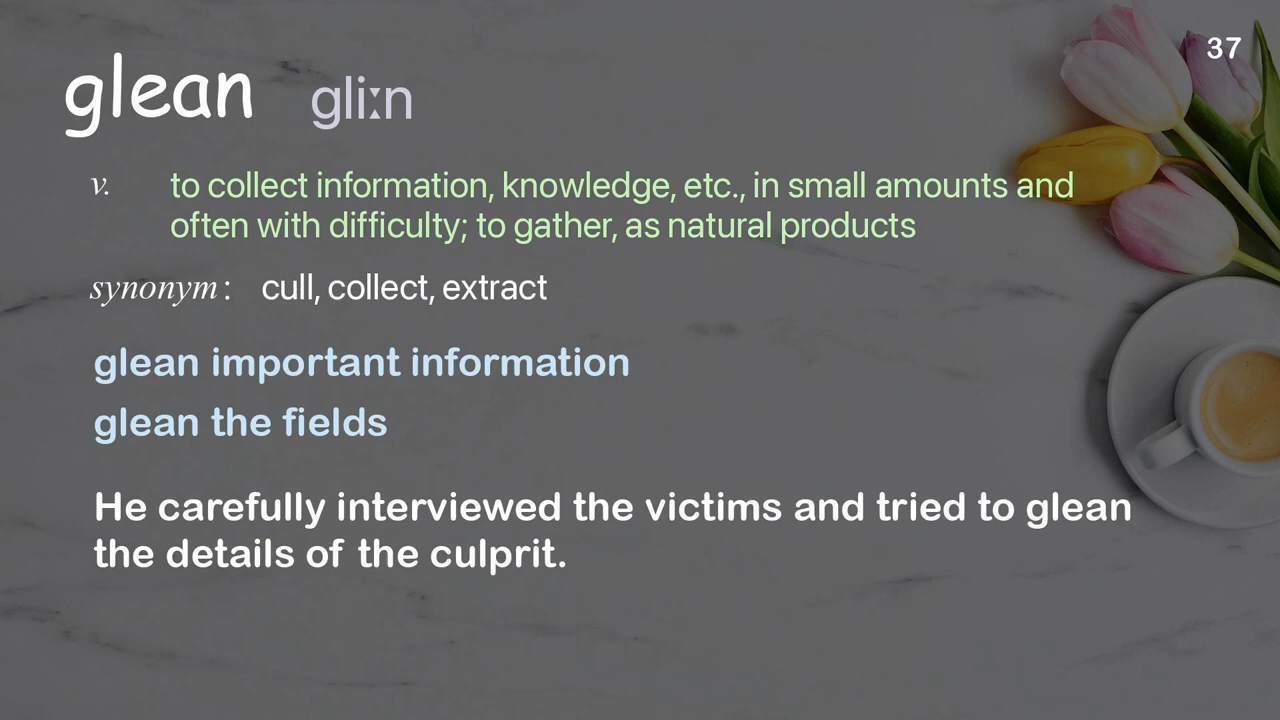 37
glean gliːn
v. to collect information, knowledge, etc., in small amounts and
often with difficulty; to gather, as natural products
synonym: cull, collect, extract
glean important information
glean the fields
He carefully interviewed the victims and tried to glean
the details of the culprit.